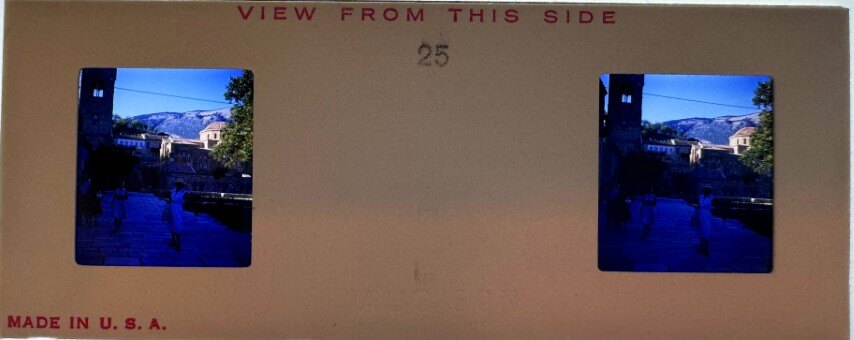 VIEW FROM THIS SIDE
25
MADE IN U. S. A.